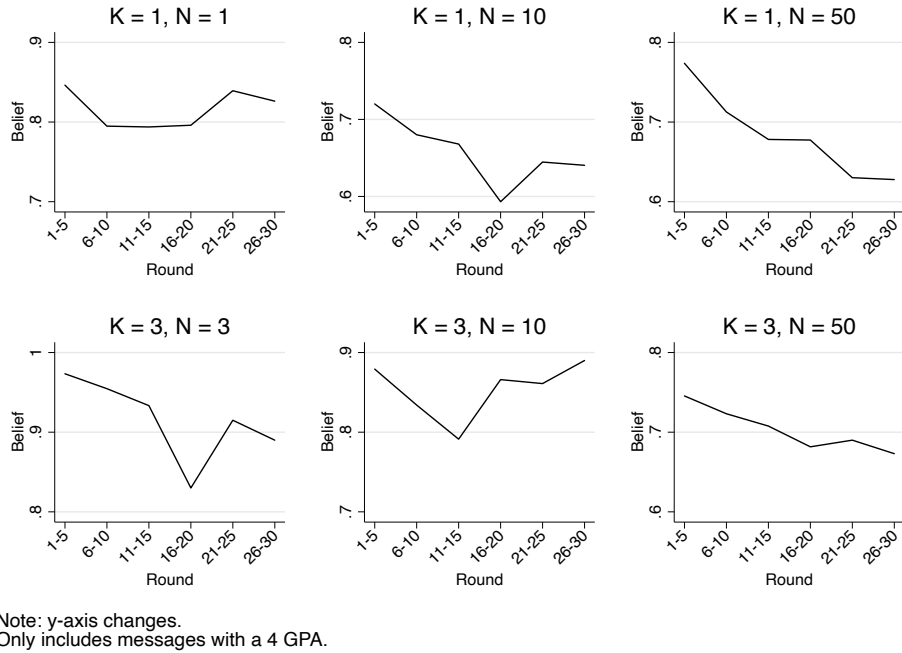 K = 1, N = 1
K = 1, N = 10
K = 1, N = 50
Belief
.9
.8
.7
1-5
6-10
11-15
16-20
21-25
26-30
Round
Belief
.8
.7
.6
1-5
6-10
11-15
16-20
21-25
26-30
Round
Belief
.8
.7
.6
1-5
6-10
11-15
16-20
21-25
26-30
Round
K = 3, N = 3
K = 3, N = 10
K = 3, N = 50
Belief
1
.9
.8
1-5
6-10
11-15
16-20
21-25
26-30
Round
Belief
.9
.8
.7
1-5
6-10
11-15
16-20
21-25
26-30
Round
Belief
.8
.7
.6
1-5
6-10
11-15
16-20
21-25
26-30
Round
Note: y-axis changes.
Only includes messages with a 4 GPA.